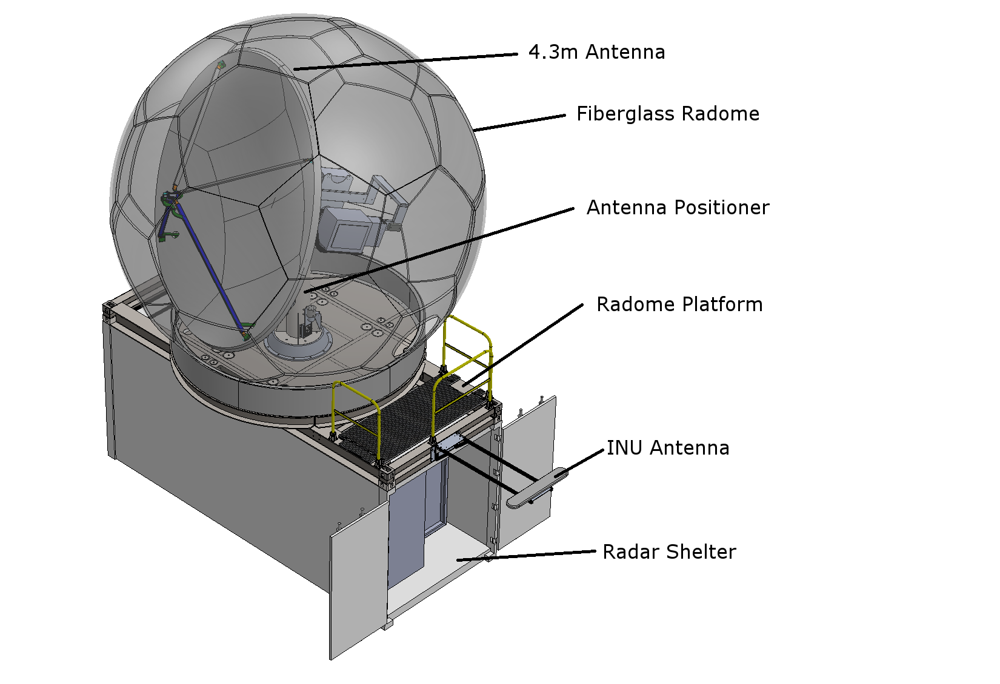 4.3m Antenna
Fiberglass Radome
Antenna Positioner
Radome Platform
INU Antenna
Radar Shelter